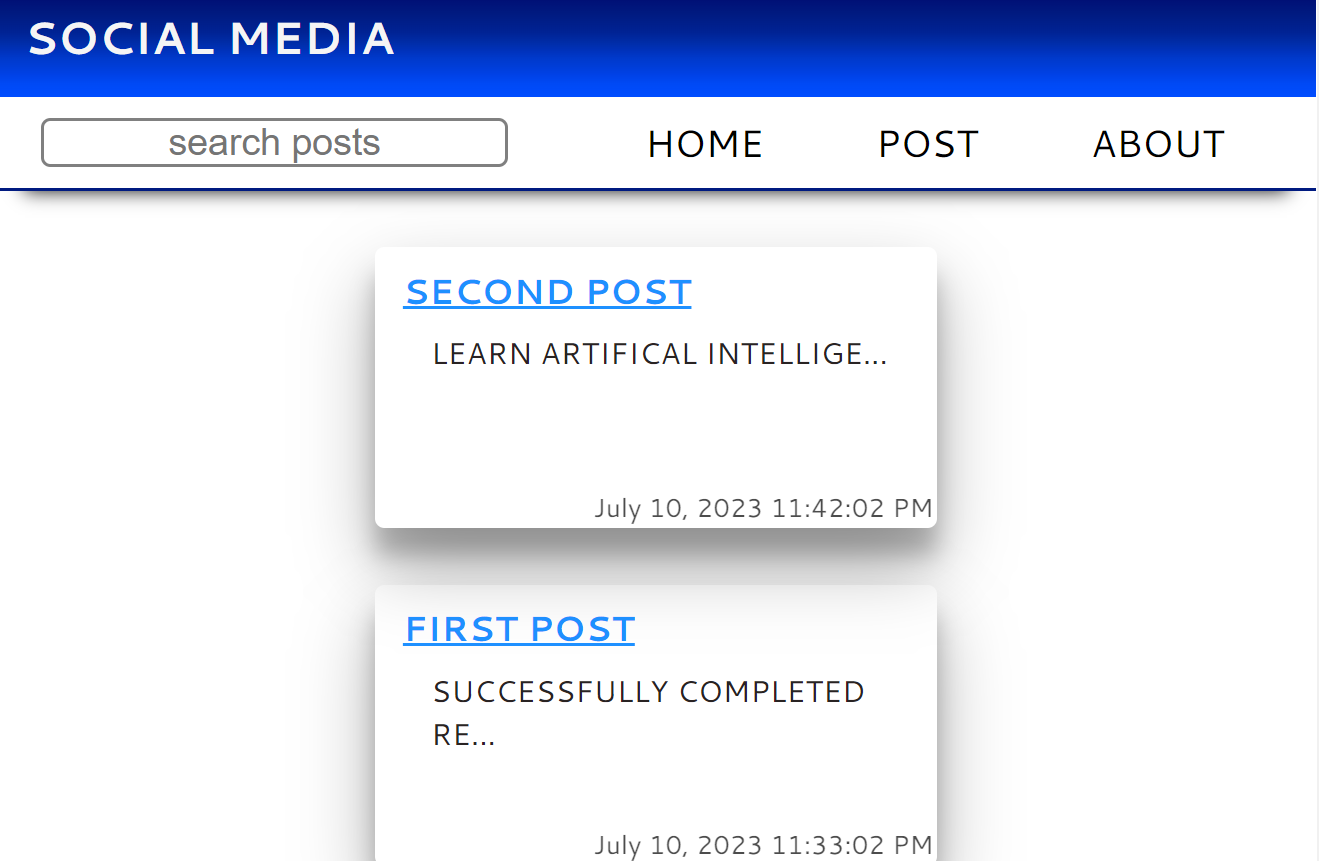 SOCIAL MEDIA
search posts
HOME
POST
ABOUT
SECOND POST
LEARN ARTIFICAL INTELLIGE...
July 10, 2023 11:42:02 PM
FIRST POST
SUCCESSFULLY COMPLETED
RE...
July 10, 2023 11:33:02 PM